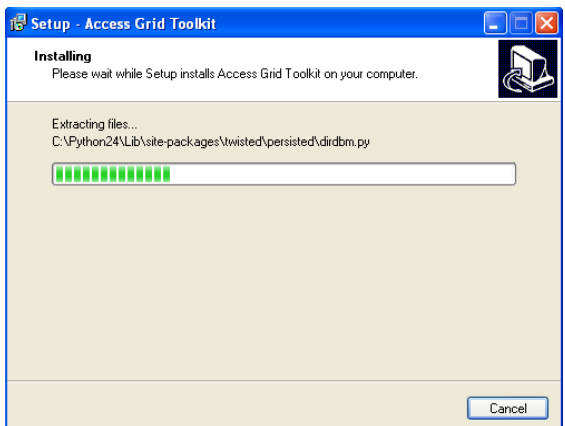 Setup - Access Grid Toolkit
Installing
Please wait while Setup installs Access Grid Toolkit on your computer.
Extracting files...
C:\Python24\Lib\site-packages\twisted\persisted\dirdbm.py
Cancel